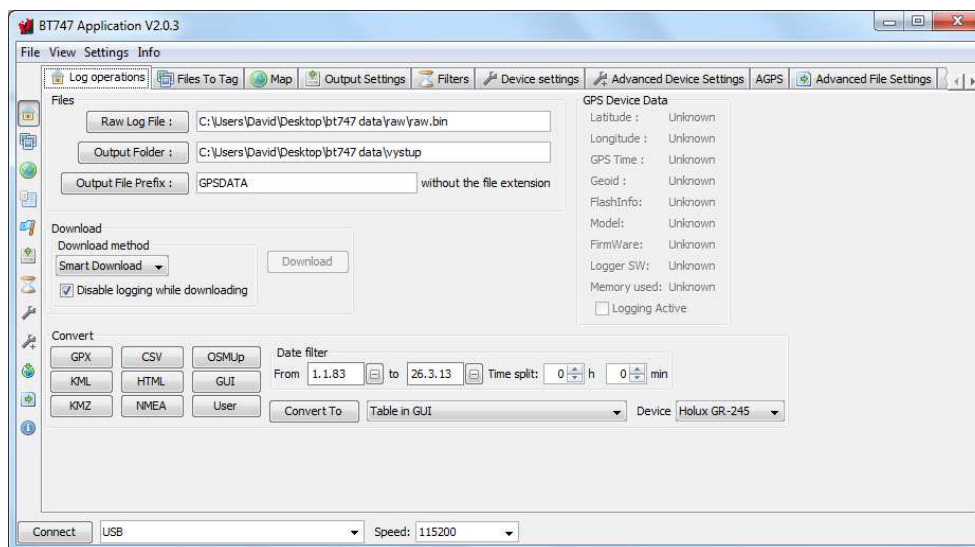 BT747 Application V2.0.3
File View Settings Info
Log operations Files To Tag Map Output Settings Filters Device settings Advanced Device Settings AGPS Advanced File Settings
Files
Raw Log File : C:\Users\David\Desktop\bt747 data\raw\raw.bin
Output Folder : C:\Users\David\Desktop\bt747 data\vystup
Output File Prefix : GPSDATA without the file extension
GPS Device Data
Latitude : Unknown
Longitude : Unknown
GPS Time : Unknown
Geoid : Unknown
FlashInfo: Unknown
Model: Unknown
FirmWare: Unknown
Logger SW: Unknown
Memory used: Unknown
Logging Active
Download
Download method
Smart Download Download
Disable logging while downloading
Convert
GPX CSV OSMUp
KML HTML GUI
KMZ NMEA User
Date filter
From 1.1.83 to 26.3.13 Time split: 0 h 0 min
Convert To Table in GUI Device Holux GR-245
Connect USB Speed: 115200